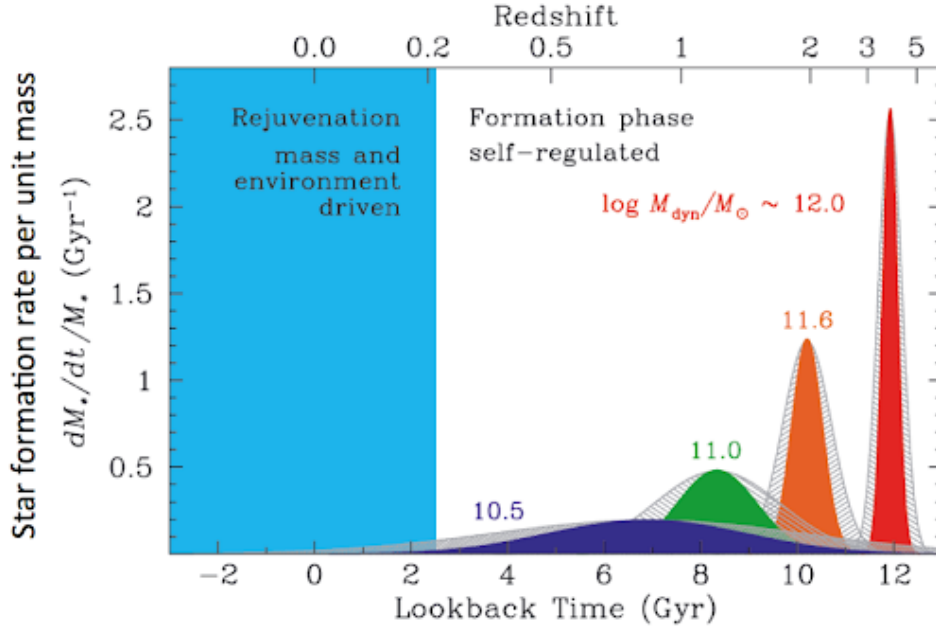 Redshift
0.0 0.2 0.5 1 2 3 5
Star formation rate per unit mass
dM⋆/dt/M⋆ (Gyr⁻¹)
2.5
2
1.5
1
0.5
Rejuvenation
mass and
environment
driven
Formation phase
self-regulated
log M_dyn/M_⊙ ~ 12.0
11.6
11.0
10.5
−2 0 2 4 6 8 10 12
Lookback Time (Gyr)